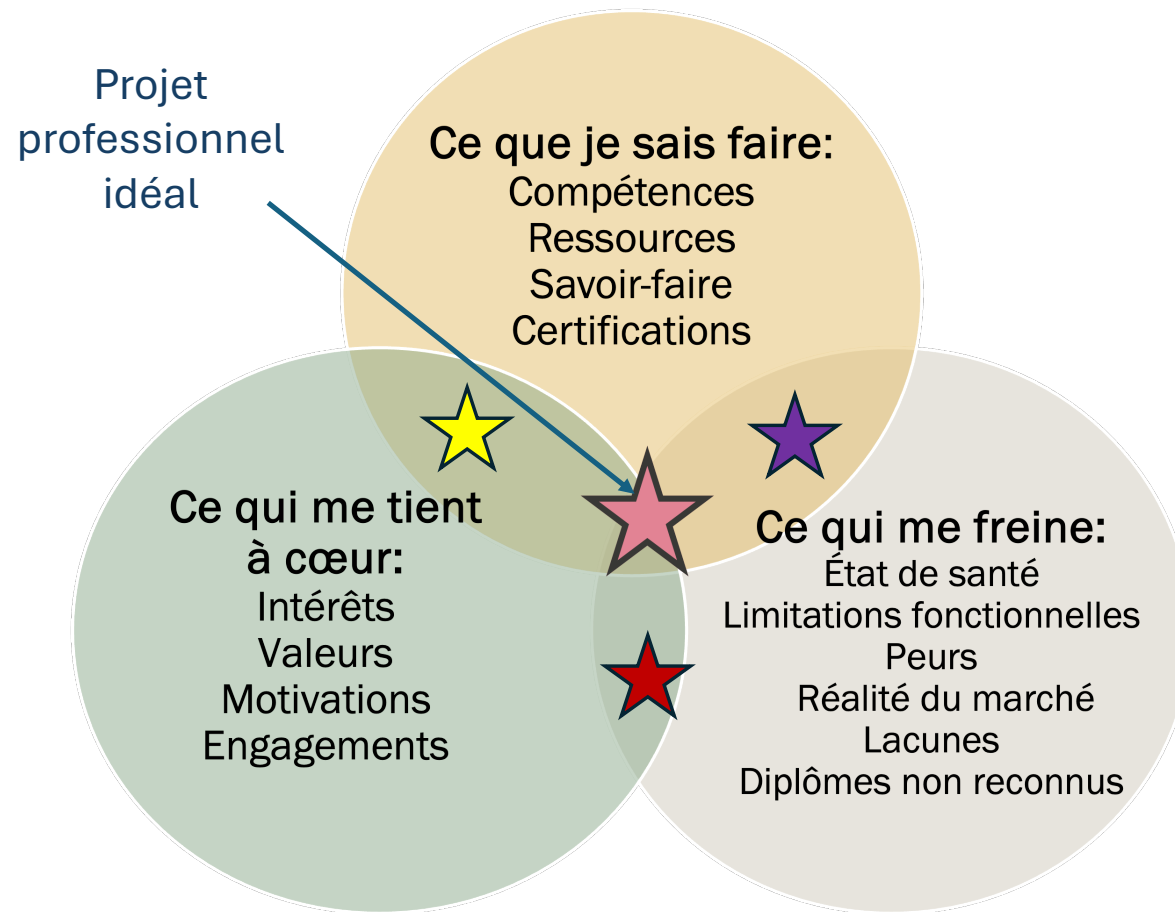 Projet
professionnel
idéal
Ce que je sais faire:
Compétences
Ressources
Savoir-faire
Certifications
Ce qui me tient
à cœur:
Intérêts
Valeurs
Motivations
Engagements
Ce qui me freine:
État de santé
Limitations fonctionnelles
Peurs
Réalité du marché
Lacunes
Diplômes non reconnus